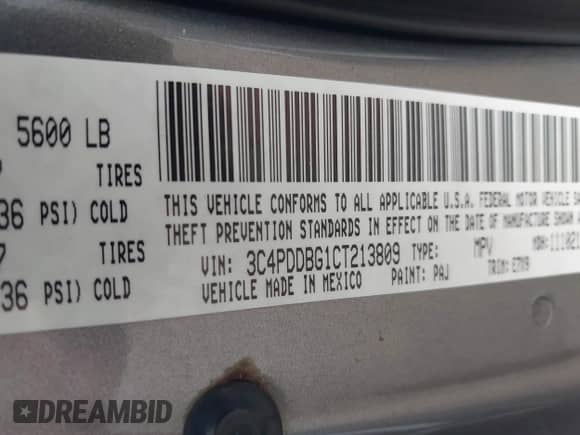 5600 LB
TIRES
36 PSI) COLD
TIRES
36 PSI) COLD
THIS VEHICLE CONFORMS TO ALL APPLICABLE U.S.A. FEDERAL MOTOR VEHICLE
THEFT PREVENTION STANDARDS IN EFFECT ON THE DATE OF MANUFACTURE SHOWN
VIN: 3C4PDDBG1CT213809 TYPE: MPV MDH:
VEHICLE MADE IN MEXICO PAINT: PAJ TRIM:
DREAMBID